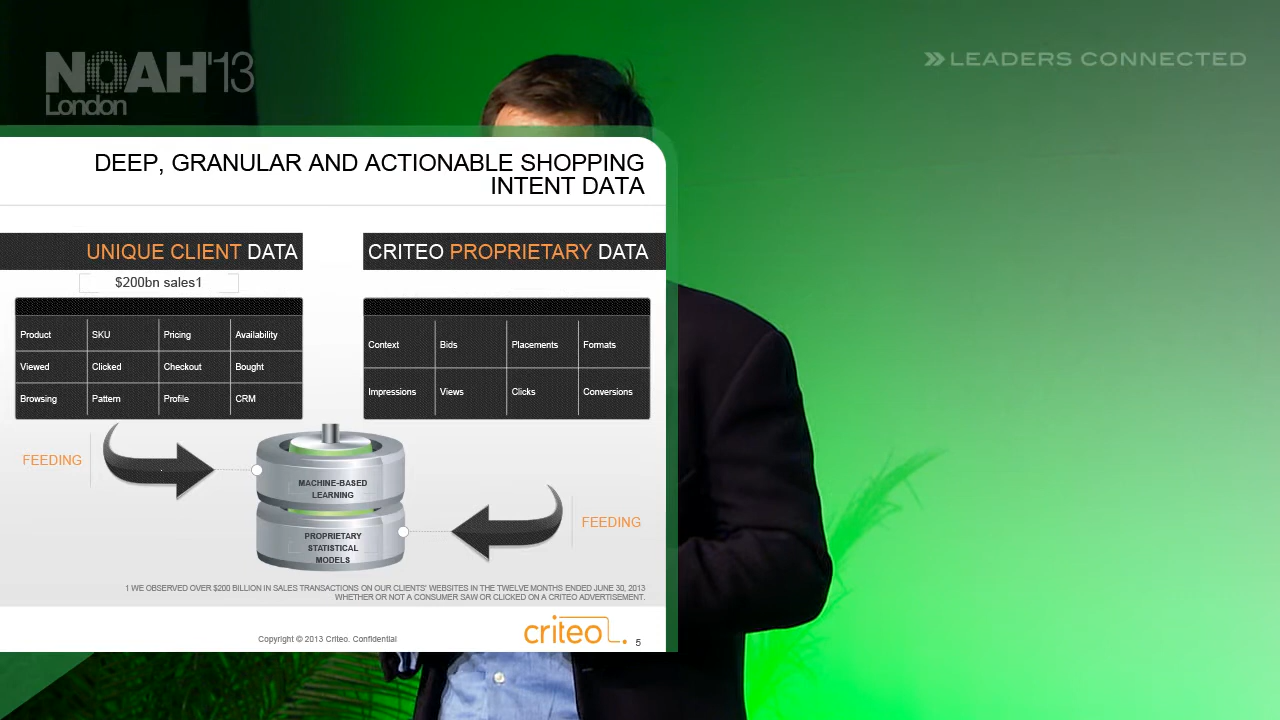 NOAH'13
London
LEADERS CONNECTED
DEEP, GRANULAR AND ACTIONABLE SHOPPING
INTENT DATA
UNIQUE CLIENT DATA
CRITEO PROPRIETARY DATA
$200bn sales1
Product SKU Pricing Availability
Viewed Clicked Checkout Bought
Browsing Pattern Profile CRM
Context Bids Placements Formats
Impressions Views Clicks Conversions
FEEDING
MACHINE-BASED
LEARNING
PROPRIETARY
STATISTICAL
MODELS
FEEDING
1 WE OBSERVED OVER $200 BILLION IN SALES TRANSACTIONS ON OUR CLIENTS' WEBSITES IN THE TWELVE MONTHS ENDED JUNE 30, 2013
WHETHER OR NOT A CONSUMER SAW OR CLICKED ON A CRITEO ADVERTISEMENT.
Copyright © 2013 Criteo. Confidential
criteo
5